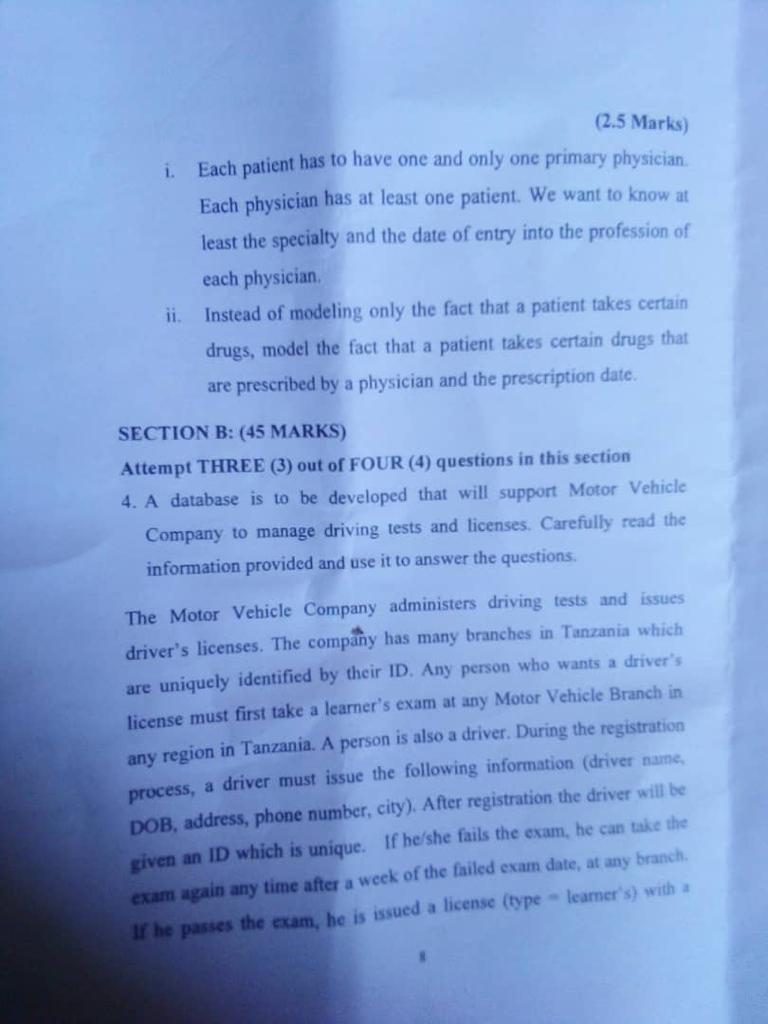 (2.5 Marks)
i. Each patient has to have one and only one primary physician.
Each physician has at least one patient. We want to know at
least the specialty and the date of entry into the profession of
each physician.
ii. Instead of modeling only the fact that a patient takes certain
drugs, model the fact that a patient takes certain drugs that
are prescribed by a physician and the prescription date.
SECTION B: (45 MARKS)
Attempt THREE (3) out of FOUR (4) questions in this section
4. A database is to be developed that will support Motor Vehicle
Company to manage driving tests and licenses. Carefully read the
information provided and use it to answer the questions.
The Motor Vehicle Company administers driving tests and issues
driver's licenses. The company has many branches in Tanzania which
are uniquely identified by their ID. Any person who wants a driver's
license must first take a learner's exam at any Motor Vehicle Branch in
any region in Tanzania. A person is also a driver. During the registration
process, a driver must issue the following information (driver name,
DOB, address, phone number, city). After registration the driver will be
given an ID which is unique. If he/she fails the exam, he can take the
exam again any time after a week of the failed exam date, at any branch.
If he passes the exam, he is issued a license (type = learner's) with a
8